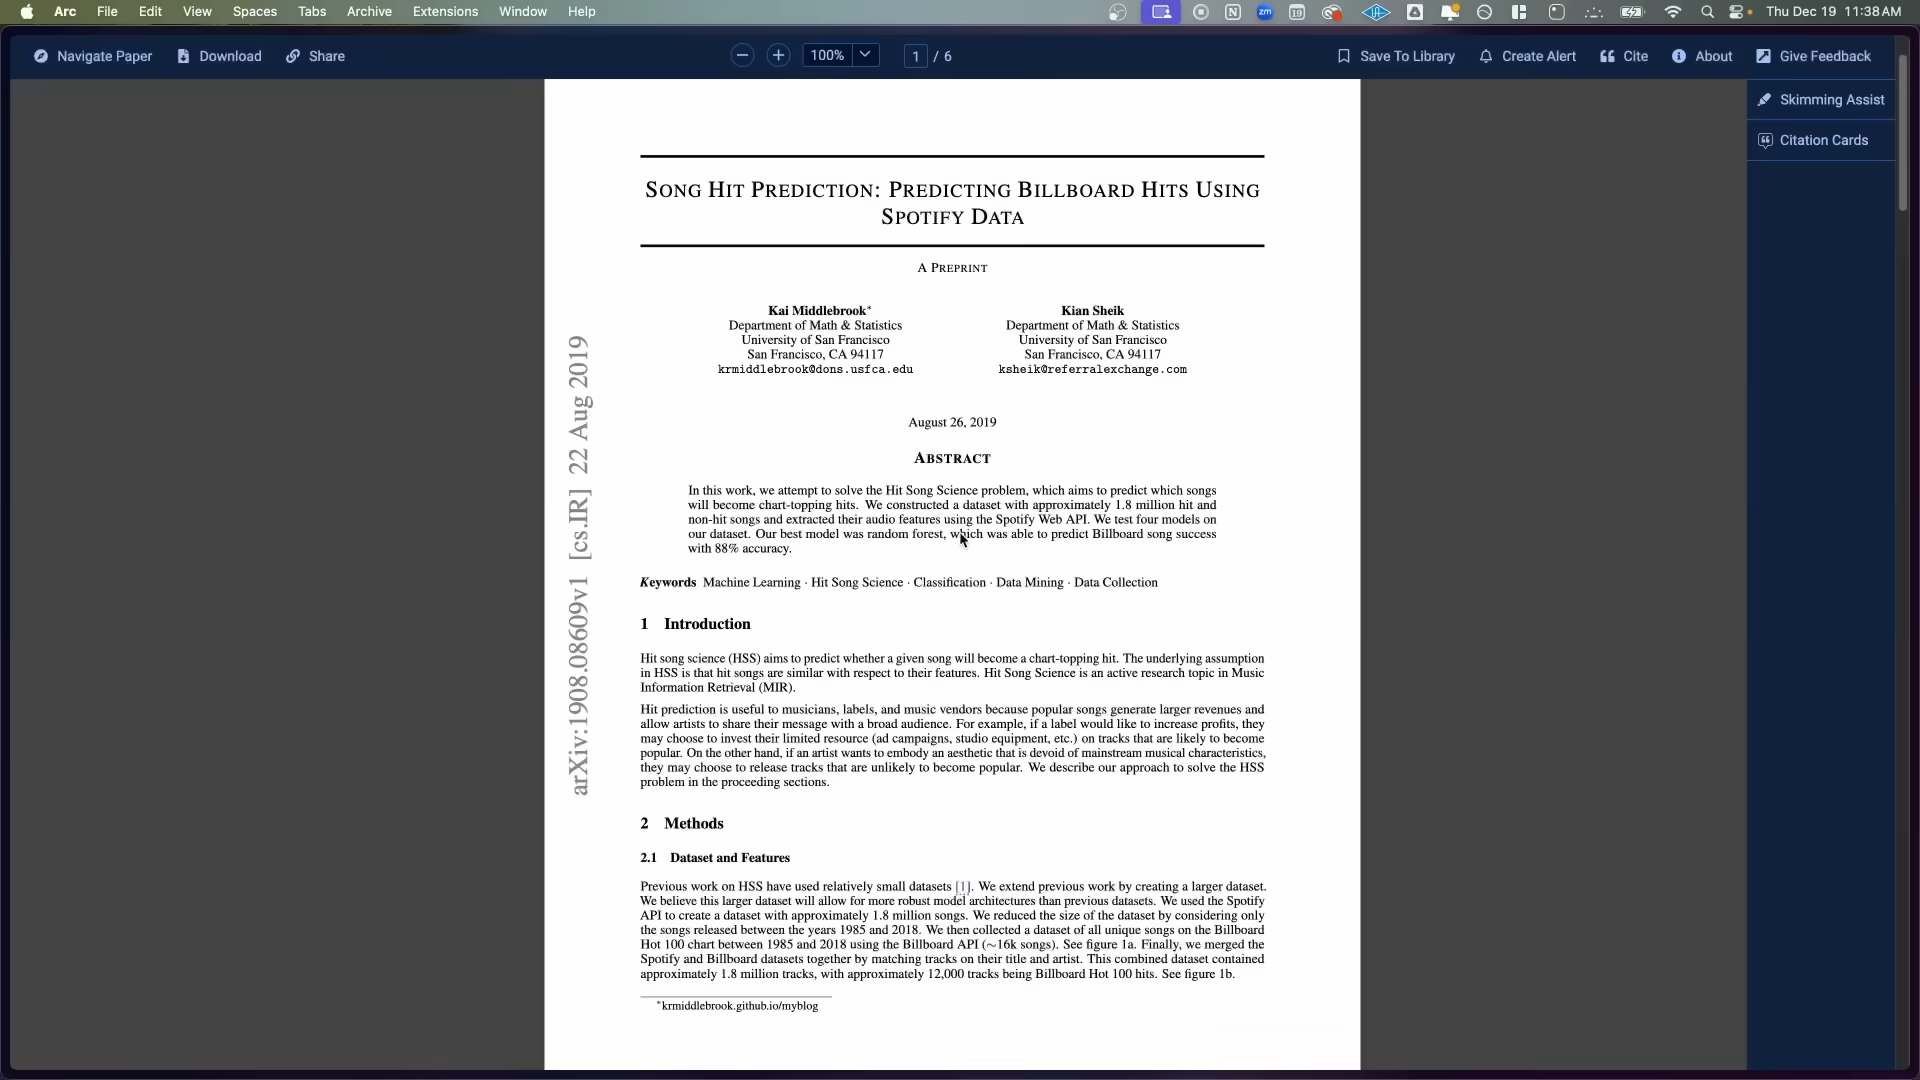 Arc File Edit View Spaces Tabs Archive Extensions Window Help
zm 19 Thu Dec 19 11:38 AM
Navigate Paper Download Share 100% 1 / 6 Save To Library Create Alert Cite About Give Feedback
Skimming Assist
Citation Cards
SONG HIT PREDICTION: PREDICTING BILLBOARD HITS USING
SPOTIFY DATA
A PREPRINT
Kai Middlebrook*
Department of Math & Statistics
University of San Francisco
San Francisco, CA 94117
krmiddlebrook@dons.usfca.edu
Kian Sheik
Department of Math & Statistics
University of San Francisco
San Francisco, CA 94117
ksheik@referralexchange.com
arXiv:1908.08609v1 [cs.IR] 22 Aug 2019
August 26, 2019
ABSTRACT
In this work, we attempt to solve the Hit Song Science problem, which aims to predict which songs
will become chart-topping hits. We constructed a dataset with approximately 1.8 million hit and
non-hit songs and extracted their audio features using the Spotify Web API. We test four models on
our dataset. Our best model was random forest, which was able to predict Billboard song success
with 88% accuracy.
Keywords Machine Learning · Hit Song Science · Classification · Data Mining · Data Collection
1 Introduction
Hit song science (HSS) aims to predict whether a given song will become a chart-topping hit. The underlying assumption
in HSS is that hit songs are similar with respect to their features. Hit Song Science is an active research topic in Music
Information Retrieval (MIR).
Hit prediction is useful to musicians, labels, and music vendors because popular songs generate larger revenues and
allow artists to share their message with a broad audience. For example, if a label would like to increase profits, they
may choose to invest their limited resource (ad campaigns, studio equipment, etc.) on tracks that are likely to become
popular. On the other hand, if an artist wants to embody an aesthetic that is devoid of mainstream musical characteristics,
they may choose to release tracks that are unlikely to become popular. We describe our approach to solve the HSS
problem in the proceeding sections.
2 Methods
2.1 Dataset and Features
Previous work on HSS have used relatively small datasets [1]. We extend previous work by creating a larger dataset.
We believe this larger dataset will allow for more robust model architectures than previous datasets. We used the Spotify
API to create a dataset with approximately 1.8 million songs. We reduced the size of the dataset by considering only
the songs released between the years 1985 and 2018. We then collected a dataset of all unique songs on the Billboard
Hot 100 chart between 1985 and 2018 using the Billboard API (∼16k songs). See figure 1a. Finally, we merged the
Spotify and Billboard datasets together by matching tracks on their title and artist. This combined dataset contained
approximately 1.8 million tracks, with approximately 12,000 tracks being Billboard Hot 100 hits. See figure 1b.
*krmiddlebrook.github.io/myblog